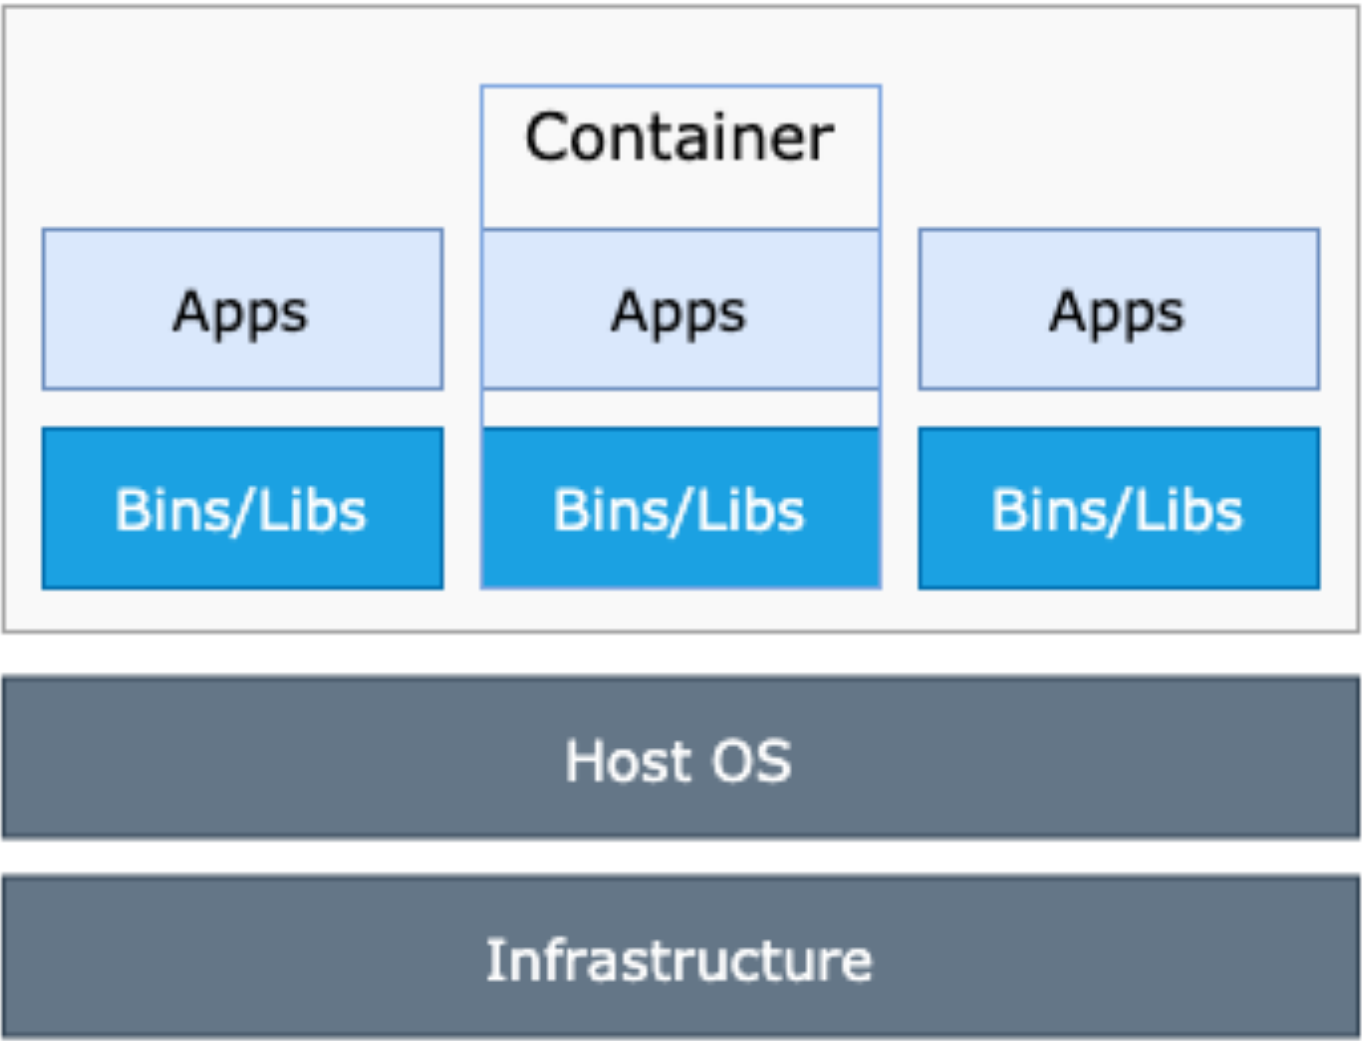 Container
Apps
Apps
Apps
Bins/Libs
Bins/Libs
Bins/Libs
Host OS
Infrastructure